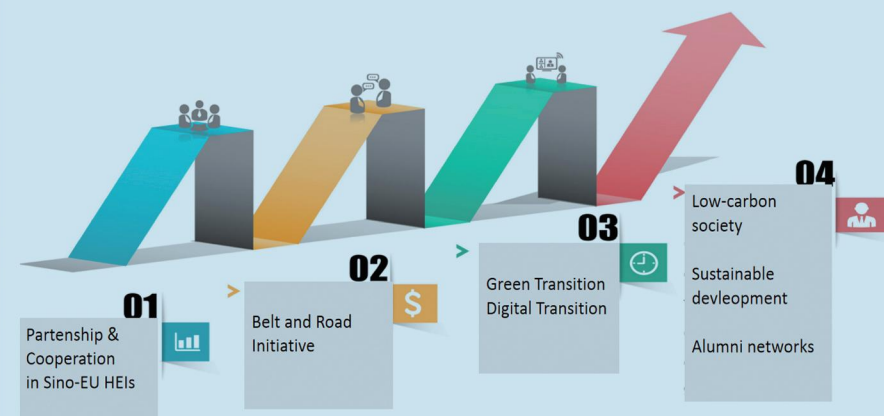 01
Partenship &
Cooperation
in Sino-EU HEIs
02
Belt and Road
Initiative
$
03
Green Transition
Digital Transition
04
Low-carbon
society
Sustainable
devleopment
Alumni networks